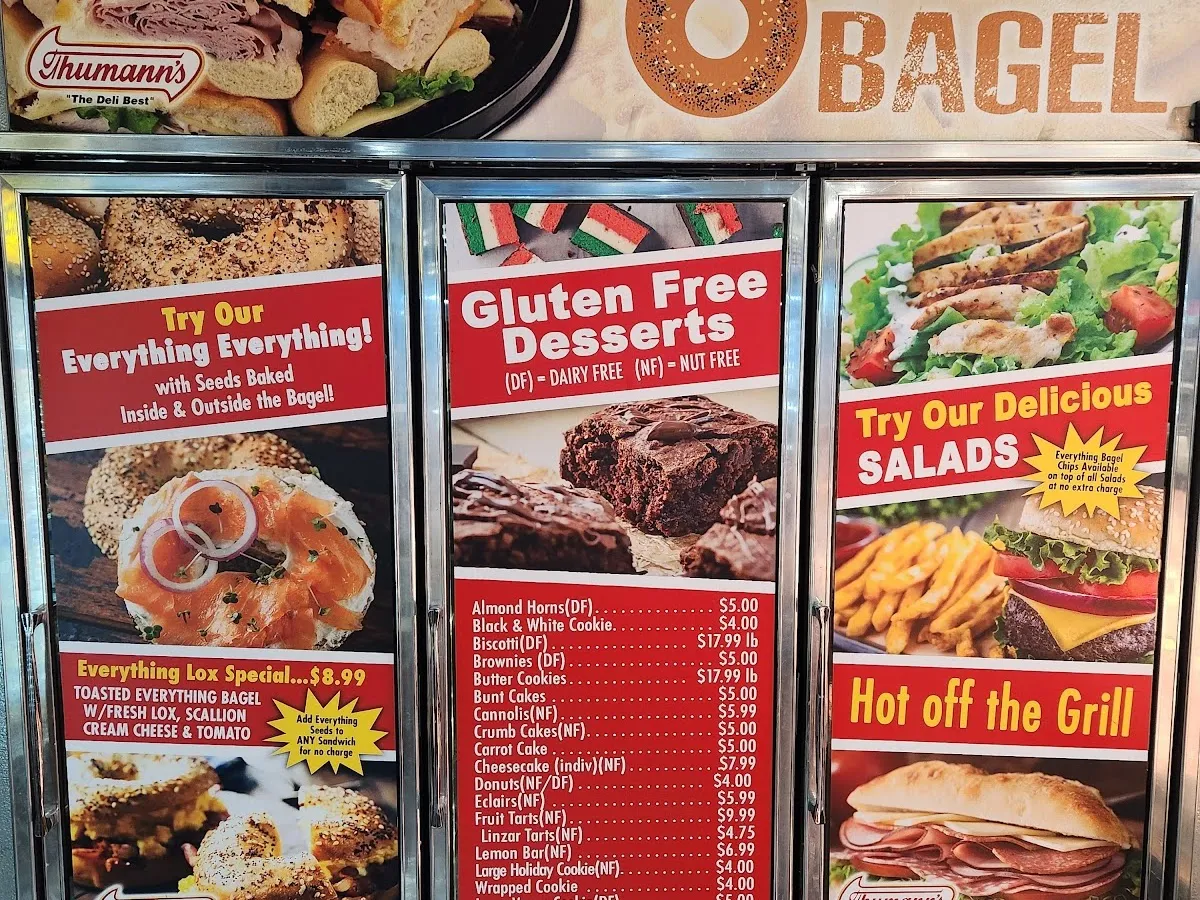 Thumann's
"The Deli Best"
BAGEL
Try Our
Everything Everything!
with Seeds Baked
Inside & Outside the Bagel!
Everything Lox Special...$8.99
TOASTED EVERYTHING BAGEL
W/FRESH LOX, SCALLION
CREAM CHEESE & TOMATO
Add Everything
Seeds to
ANY Sandwich
for no charge
Gluten Free
Desserts
(DF) = DAIRY FREE (NF) = NUT FREE
Almond Horns(DF)..................$5.00
Black & White Cookie..............$4.00
Biscotti(DF)......................$17.99 lb
Brownies (DF).....................$5.00
Butter Cookies....................$17.99 lb
Bunt Cakes........................$5.00
Cannolis(NF)......................$5.99
Crumb Cakes(NF)...................$5.00
Carrot Cake.......................$5.00
Cheesecake (indiv)(NF)............$7.99
Donuts(NF/DF).....................$4.00
Eclairs(NF).......................$5.99
Fruit Tarts(NF)...................$9.99
Linzar Tarts(NF)..................$4.75
Lemon Bar(NF).....................$6.99
Large Holiday Cookie(NF)..........$4.00
Wrapped Cookie....................$4.00
Try Our Delicious
SALADS
Everything Bagel
Chips Available
on top of all Salads
at no extra charge
Hot off the Grill
Thumann's